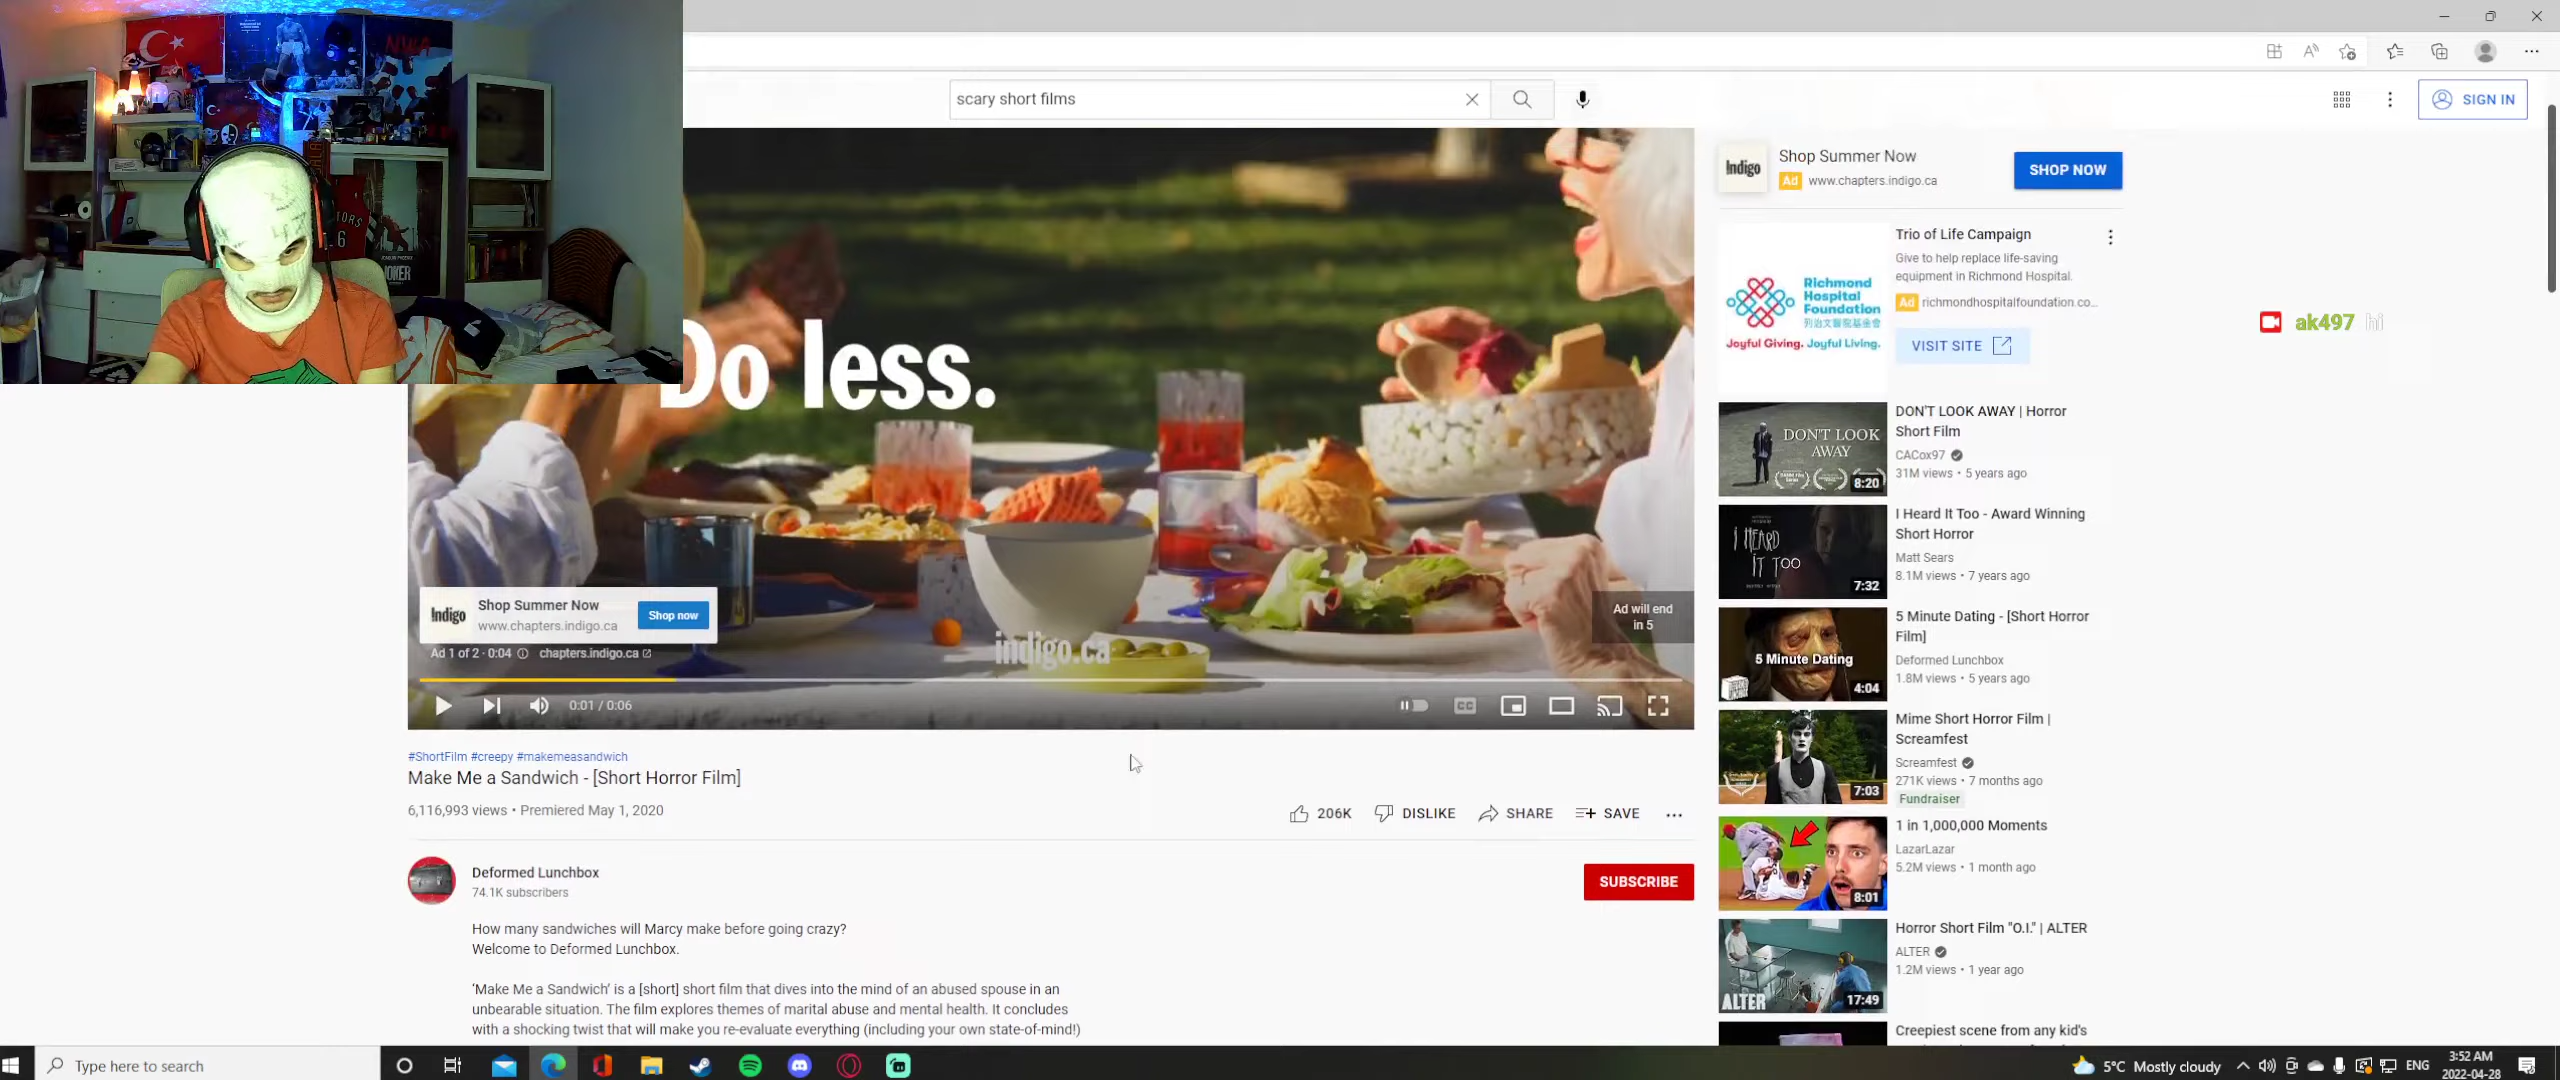 NWA
JOKER
6
scary short films
SIGN IN
Do less.
indigo.ca
Indigo
Shop Summer Now
www.chapters.indigo.ca
Shop now
Ad will end
in 5
Ad 1 of 2 · 0:04
chapters.indigo.ca
0:01 / 0:06
CC
#ShortFilm #creepy #makemeasandwich
Make Me a Sandwich - [Short Horror Film]
6,116,993 views • Premiered May 1, 2020
206K
DISLIKE
SHARE
SAVE
Deformed Lunchbox
74.1K subscribers
SUBSCRIBE
How many sandwiches will Marcy make before going crazy?
Welcome to Deformed Lunchbox.
'Make Me a Sandwich' is a [short] short film that dives into the mind of an abused spouse in an
unbearable situation. The film explores themes of marital abuse and mental health. It concludes
with a shocking twist that will make you re-evaluate everything (including your own state-of-mind!)
Indigo
Shop Summer Now
Ad www.chapters.indigo.ca
SHOP NOW
Richmond
Hospital
Foundation
列治文醫院基金會
Joyful Giving. Joyful Living.
Trio of Life Campaign
Give to help replace life-saving
equipment in Richmond Hospital.
Ad richmondhospitalfoundation.co...
VISIT SITE
ak497 hi
DON'T LOOK
AWAY
8:20
DON'T LOOK AWAY | Horror
Short Film
CACox97
31M views • 5 years ago
I HEARD
IT TOO
7:32
I Heard It Too - Award Winning
Short Horror
Matt Sears
8.1M views • 7 years ago
5 Minute Dating
4:04
5 Minute Dating - [Short Horror
Film]
Deformed Lunchbox
1.8M views • 5 years ago
7:03
Mime Short Horror Film |
Screamfest
Screamfest
271K views • 7 months ago
Fundraiser
8:01
1 in 1,000,000 Moments
LazarLazar
5.2M views • 1 month ago
ALTER
17:49
Horror Short Film "O.I." | ALTER
ALTER
1.2M views • 1 year ago
Creepiest scene from any kid's
Type here to search
5°C Mostly cloudy
ENG
3:52 AM
2022-04-28